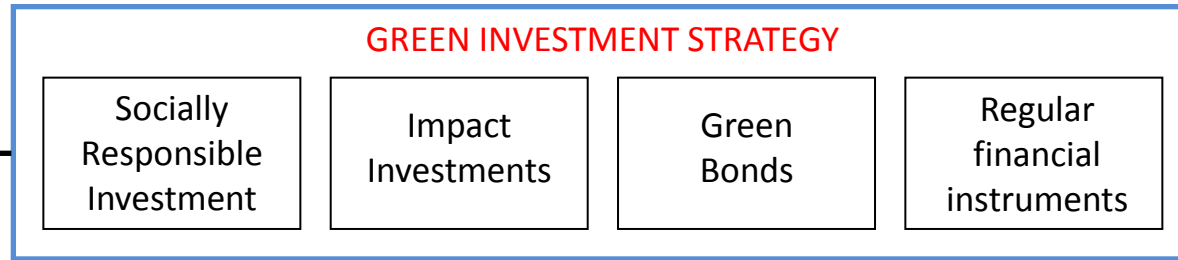 GREEN INVESTMENT STRATEGY
Socially
Responsible
Investment
Impact
Investments
Green
Bonds
Regular
financial
instruments